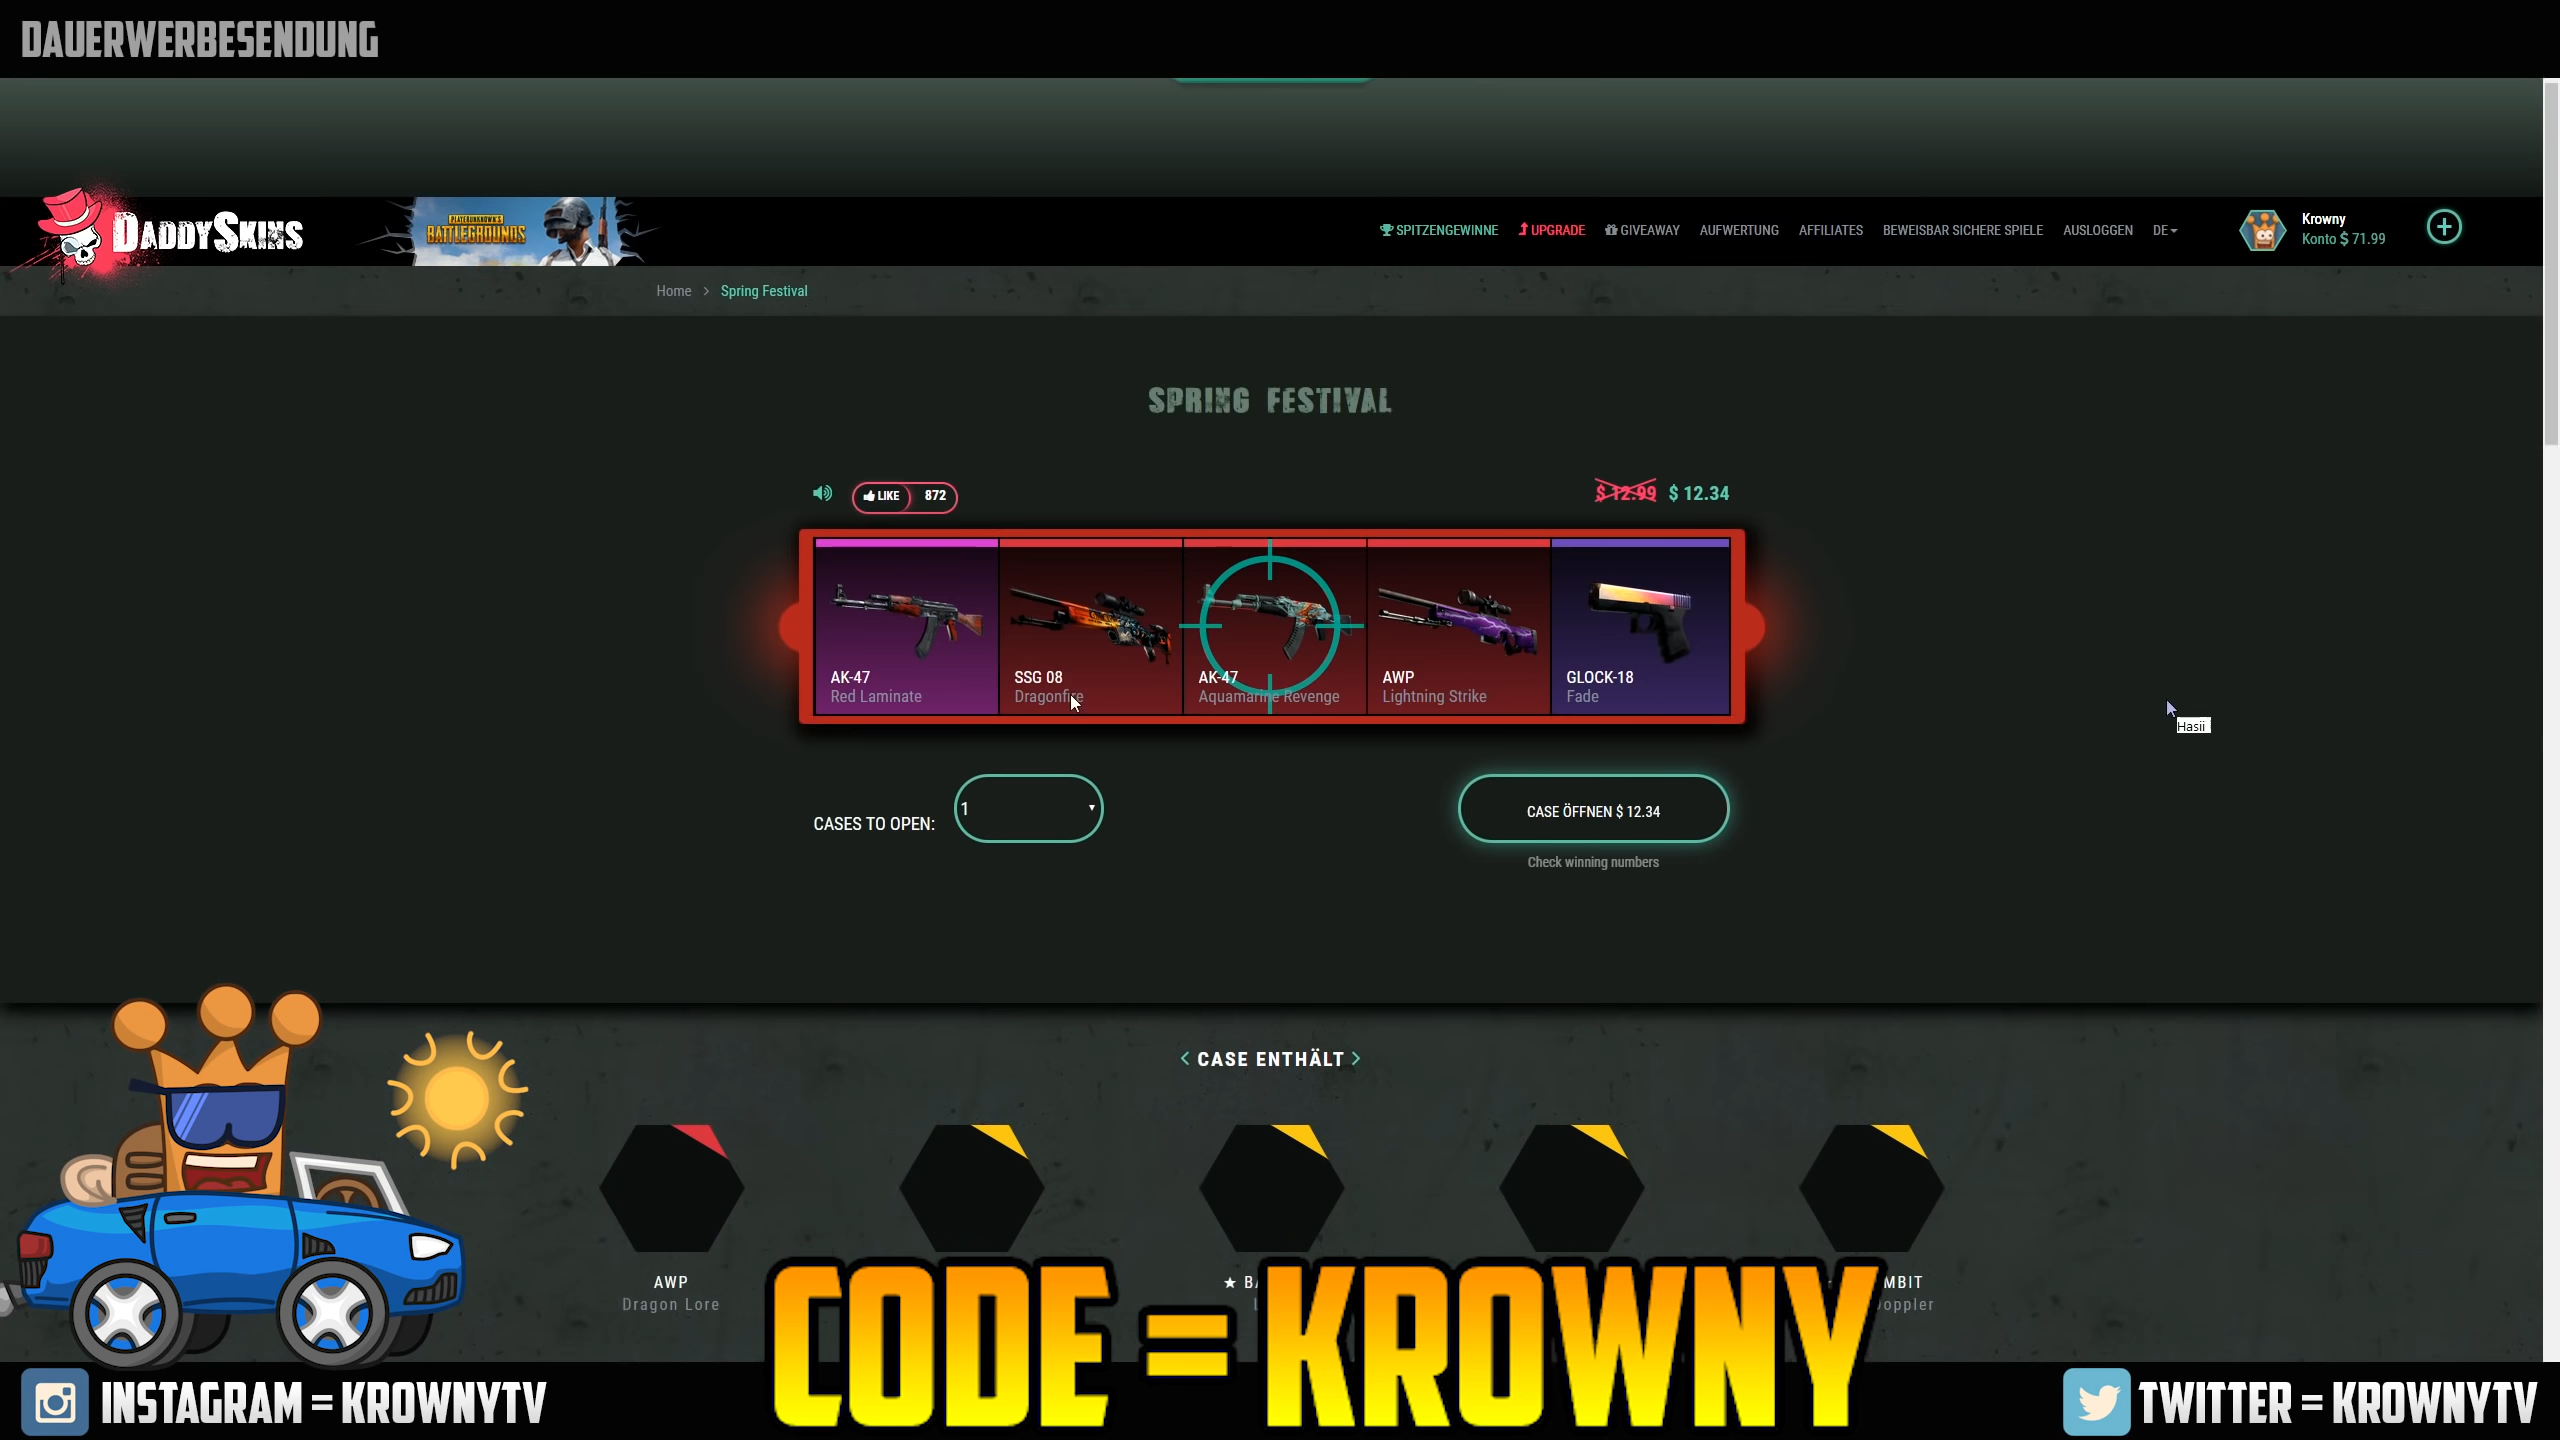 DAUERWERBESENDUNG
DADDYSKINS
PLAYERUNKNOWN'S
BATTLEGROUNDS
SPITZENGEWINNE UPGRADE GIVEAWAY AUFWERTUNG AFFILIATES BEWEISBAR SICHERE SPIELE AUSLOGGEN DE
Krowny
Konto $ 71.99
Home > Spring Festival
SPRING FESTIVAL
LIKE 872
$ 12.99 $ 12.34
AK-47
Red Laminate
SSG 08
Dragonfire
AK-47
Aquamarine Revenge
AWP
Lightning Strike
GLOCK-18
Fade
Hasii
CASES TO OPEN: 1
CASE ÖFFNEN $ 12.34
Check winning numbers
< CASE ENTHÄLT >
AWP
Dragon Lore
CODE = KROWNY
INSTAGRAM = KROWNYTV
TWITTER = KROWNYTV